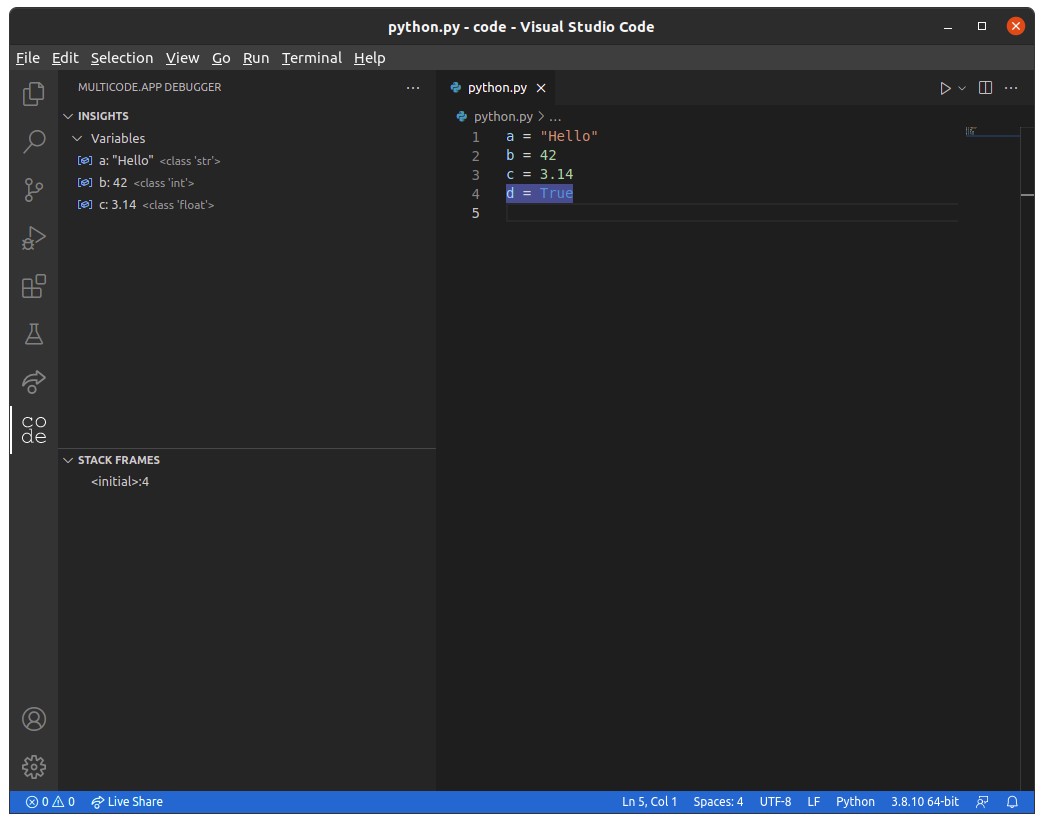 python.py - code - Visual Studio Code
File Edit Selection View Go Run Terminal Help
MULTICODE.APP DEBUGGER
INSIGHTS
Variables
a: "Hello" <class 'str'>
b: 42 <class 'int'>
c: 3.14 <class 'float'>
code
STACK FRAMES
<initial>:4
python.py
python.py > ...
1 a = "Hello"
2 b = 42
3 c = 3.14
4 d = True
5
0 0 Live Share Ln 5, Col 1 Spaces: 4 UTF-8 LF Python 3.8.10 64-bit